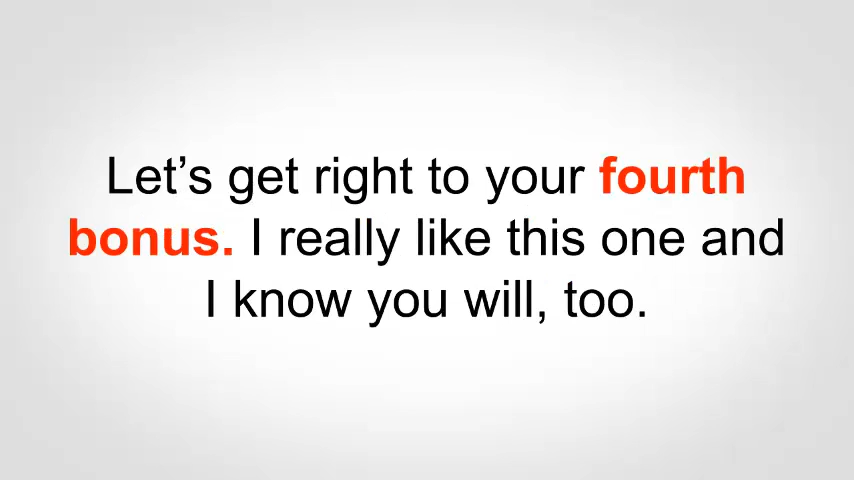 Let’s get right to your fourth
bonus. I really like this one and
I know you will, too.